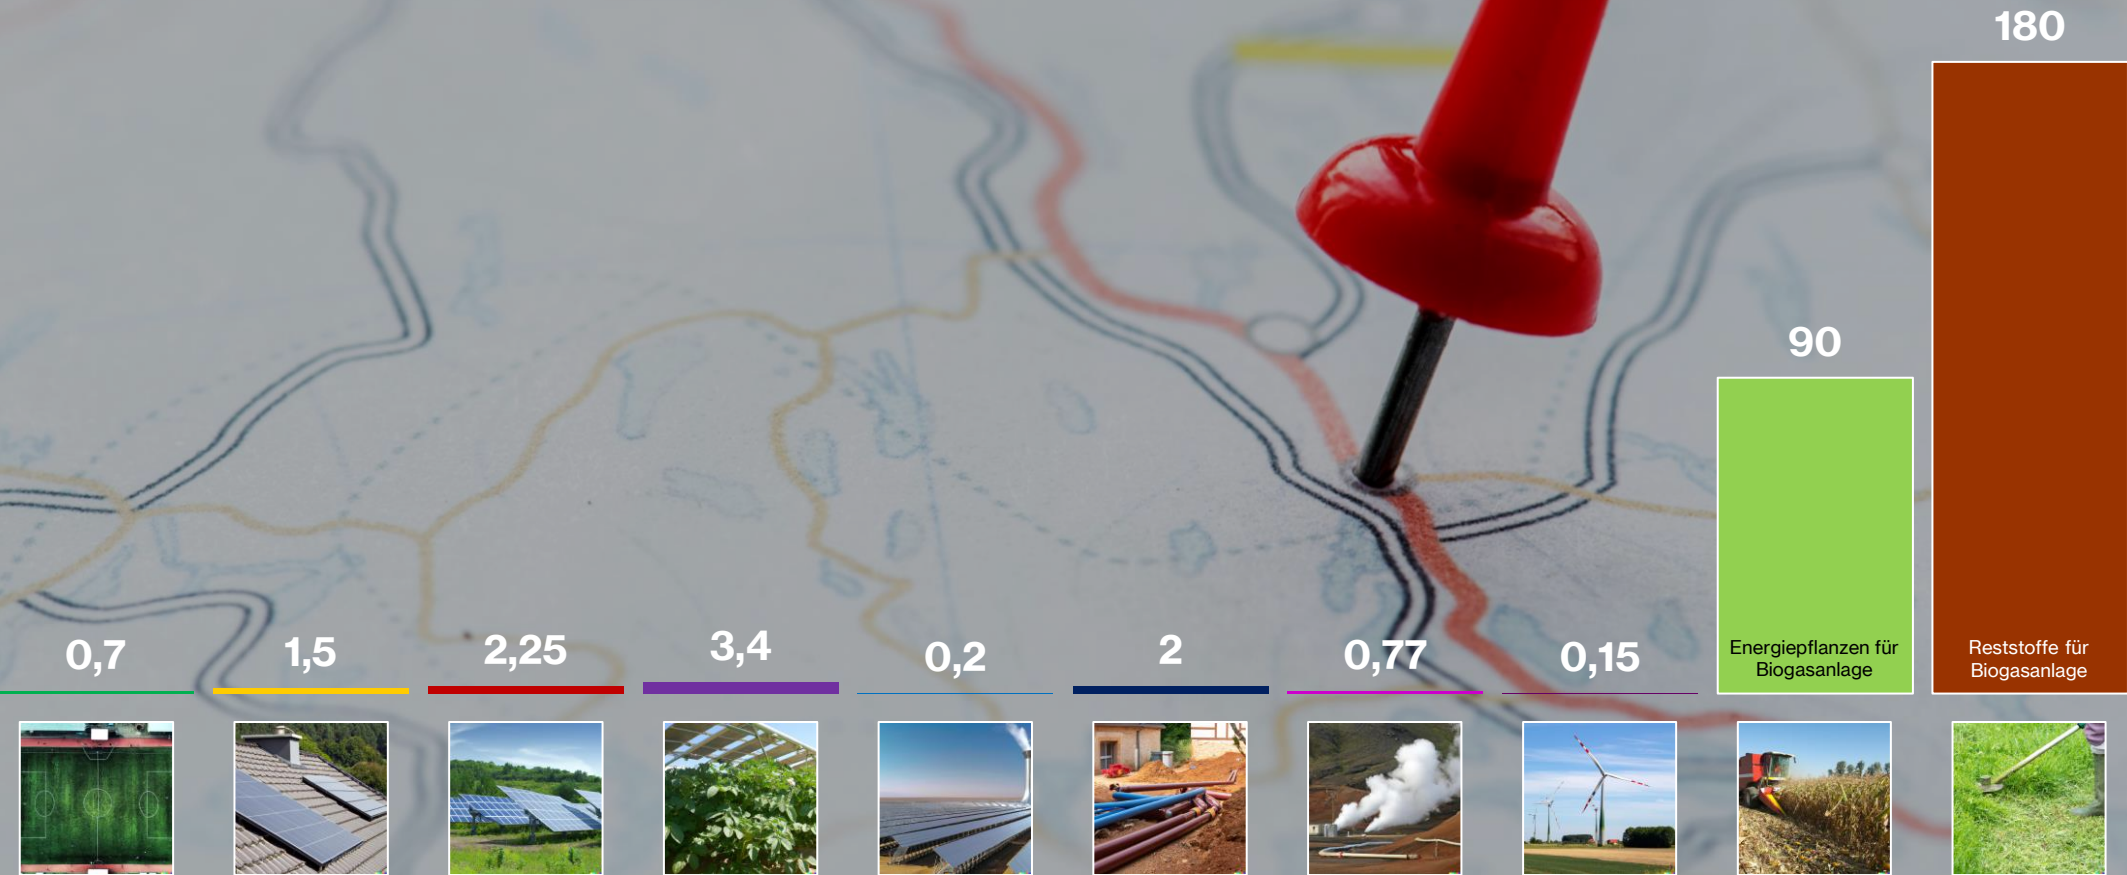 180
90
0,7
1,5
2,25
3,4
0,2
2
0,77
0,15
Energiepflanzen für
Biogasanlage
Reststoffe für
Biogasanlage